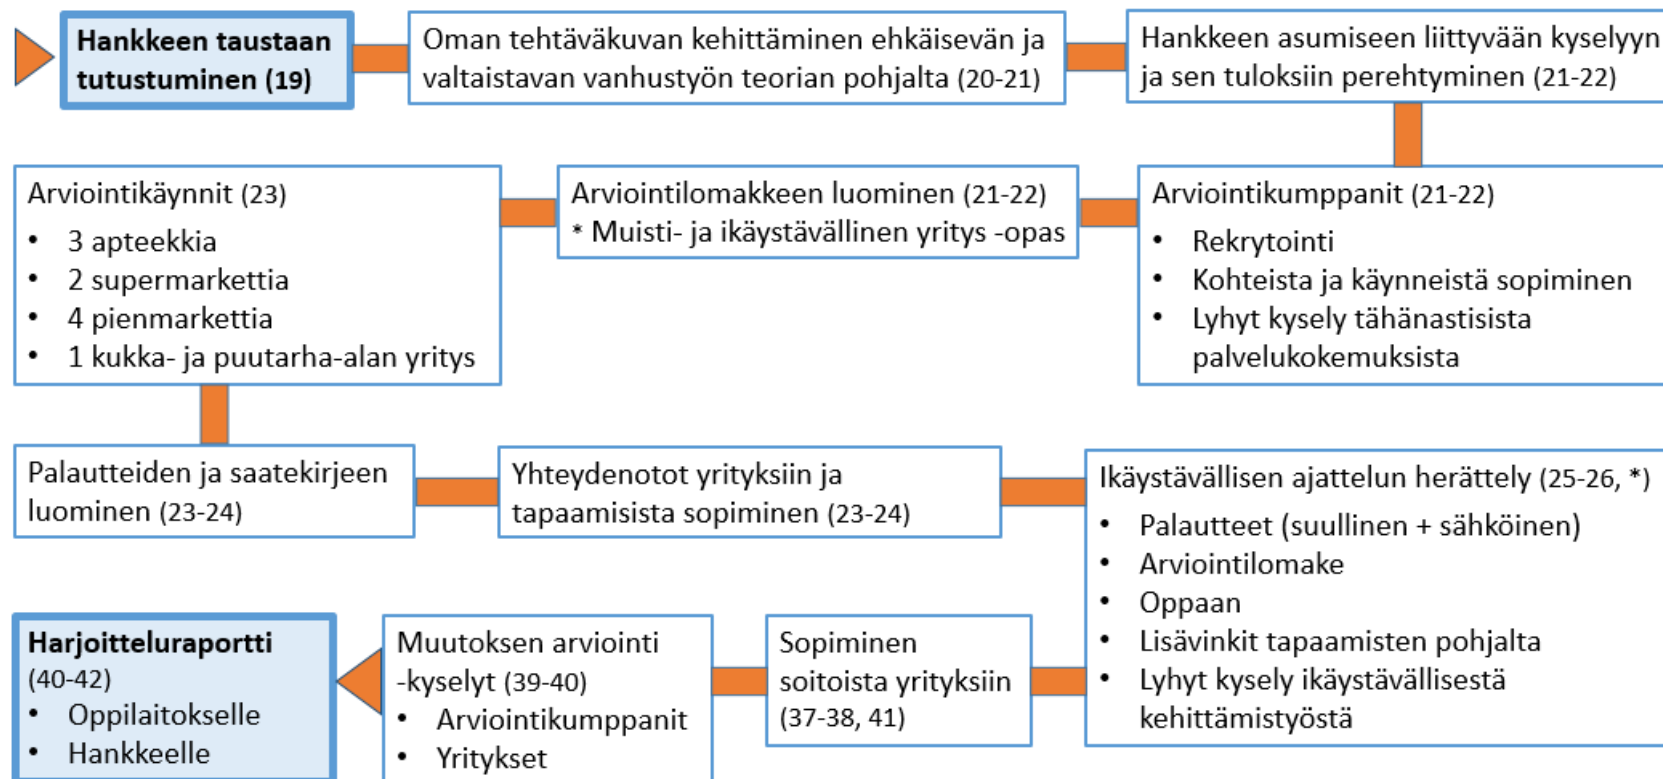 Hankkeen taustaan
tutustuminen (19)
Oman tehtäväkuvan kehittäminen ehkäisevän ja
valtaistavan vanhustyön teorian pohjalta (20-21)
Hankkeen asumiseen liittyvään kyselyyn
ja sen tuloksiin perehtyminen (21-22)
Arviointikumppanit (21-22)
• Rekrytointi
• Kohteista ja käynneistä sopiminen
• Lyhyt kysely tähänastisista
palvelukokemuksista
Arviointilomakkeen luominen (21-22)
* Muisti- ja ikäystävällinen yritys -opas
Arviointikäynnit (23)
• 3 apteekkia
• 2 supermarkettia
• 4 pienmarkettia
• 1 kukka- ja puutarha-alan yritys
Palautteiden ja saatekirjeen
luominen (23-24)
Yhteydenotot yrityksiin ja
tapaamisista sopiminen (23-24)
Ikäystävällisen ajattelun herättely (25-26, *)
• Palautteet (suullinen + sähköinen)
• Arviointilomake
• Oppaan
• Lisävinkit tapaamisten pohjalta
• Lyhyt kysely ikäystävällisestä
kehittämistyöstä
Sopiminen
soitoista yrityksiin
(37-38, 41)
Muutoksen arviointi
-kyselyt (39-40)
• Arviointikumppanit
• Yritykset
Harjoitteluraportti
(40-42)
• Oppilaitokselle
• Hankkeelle